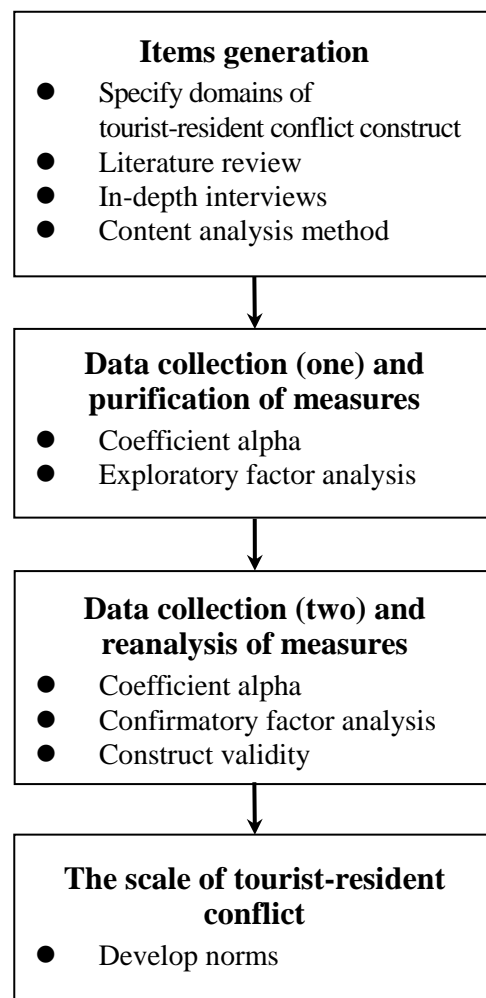 Items generation
● Specify domains of
tourist-resident conflict construct
● Literature review
● In-depth interviews
● Content analysis method
Data collection (one) and
purification of measures
● Coefficient alpha
● Exploratory factor analysis
Data collection (two) and
reanalysis of measures
● Coefficient alpha
● Confirmatory factor analysis
● Construct validity
The scale of tourist-resident
conflict
● Develop norms